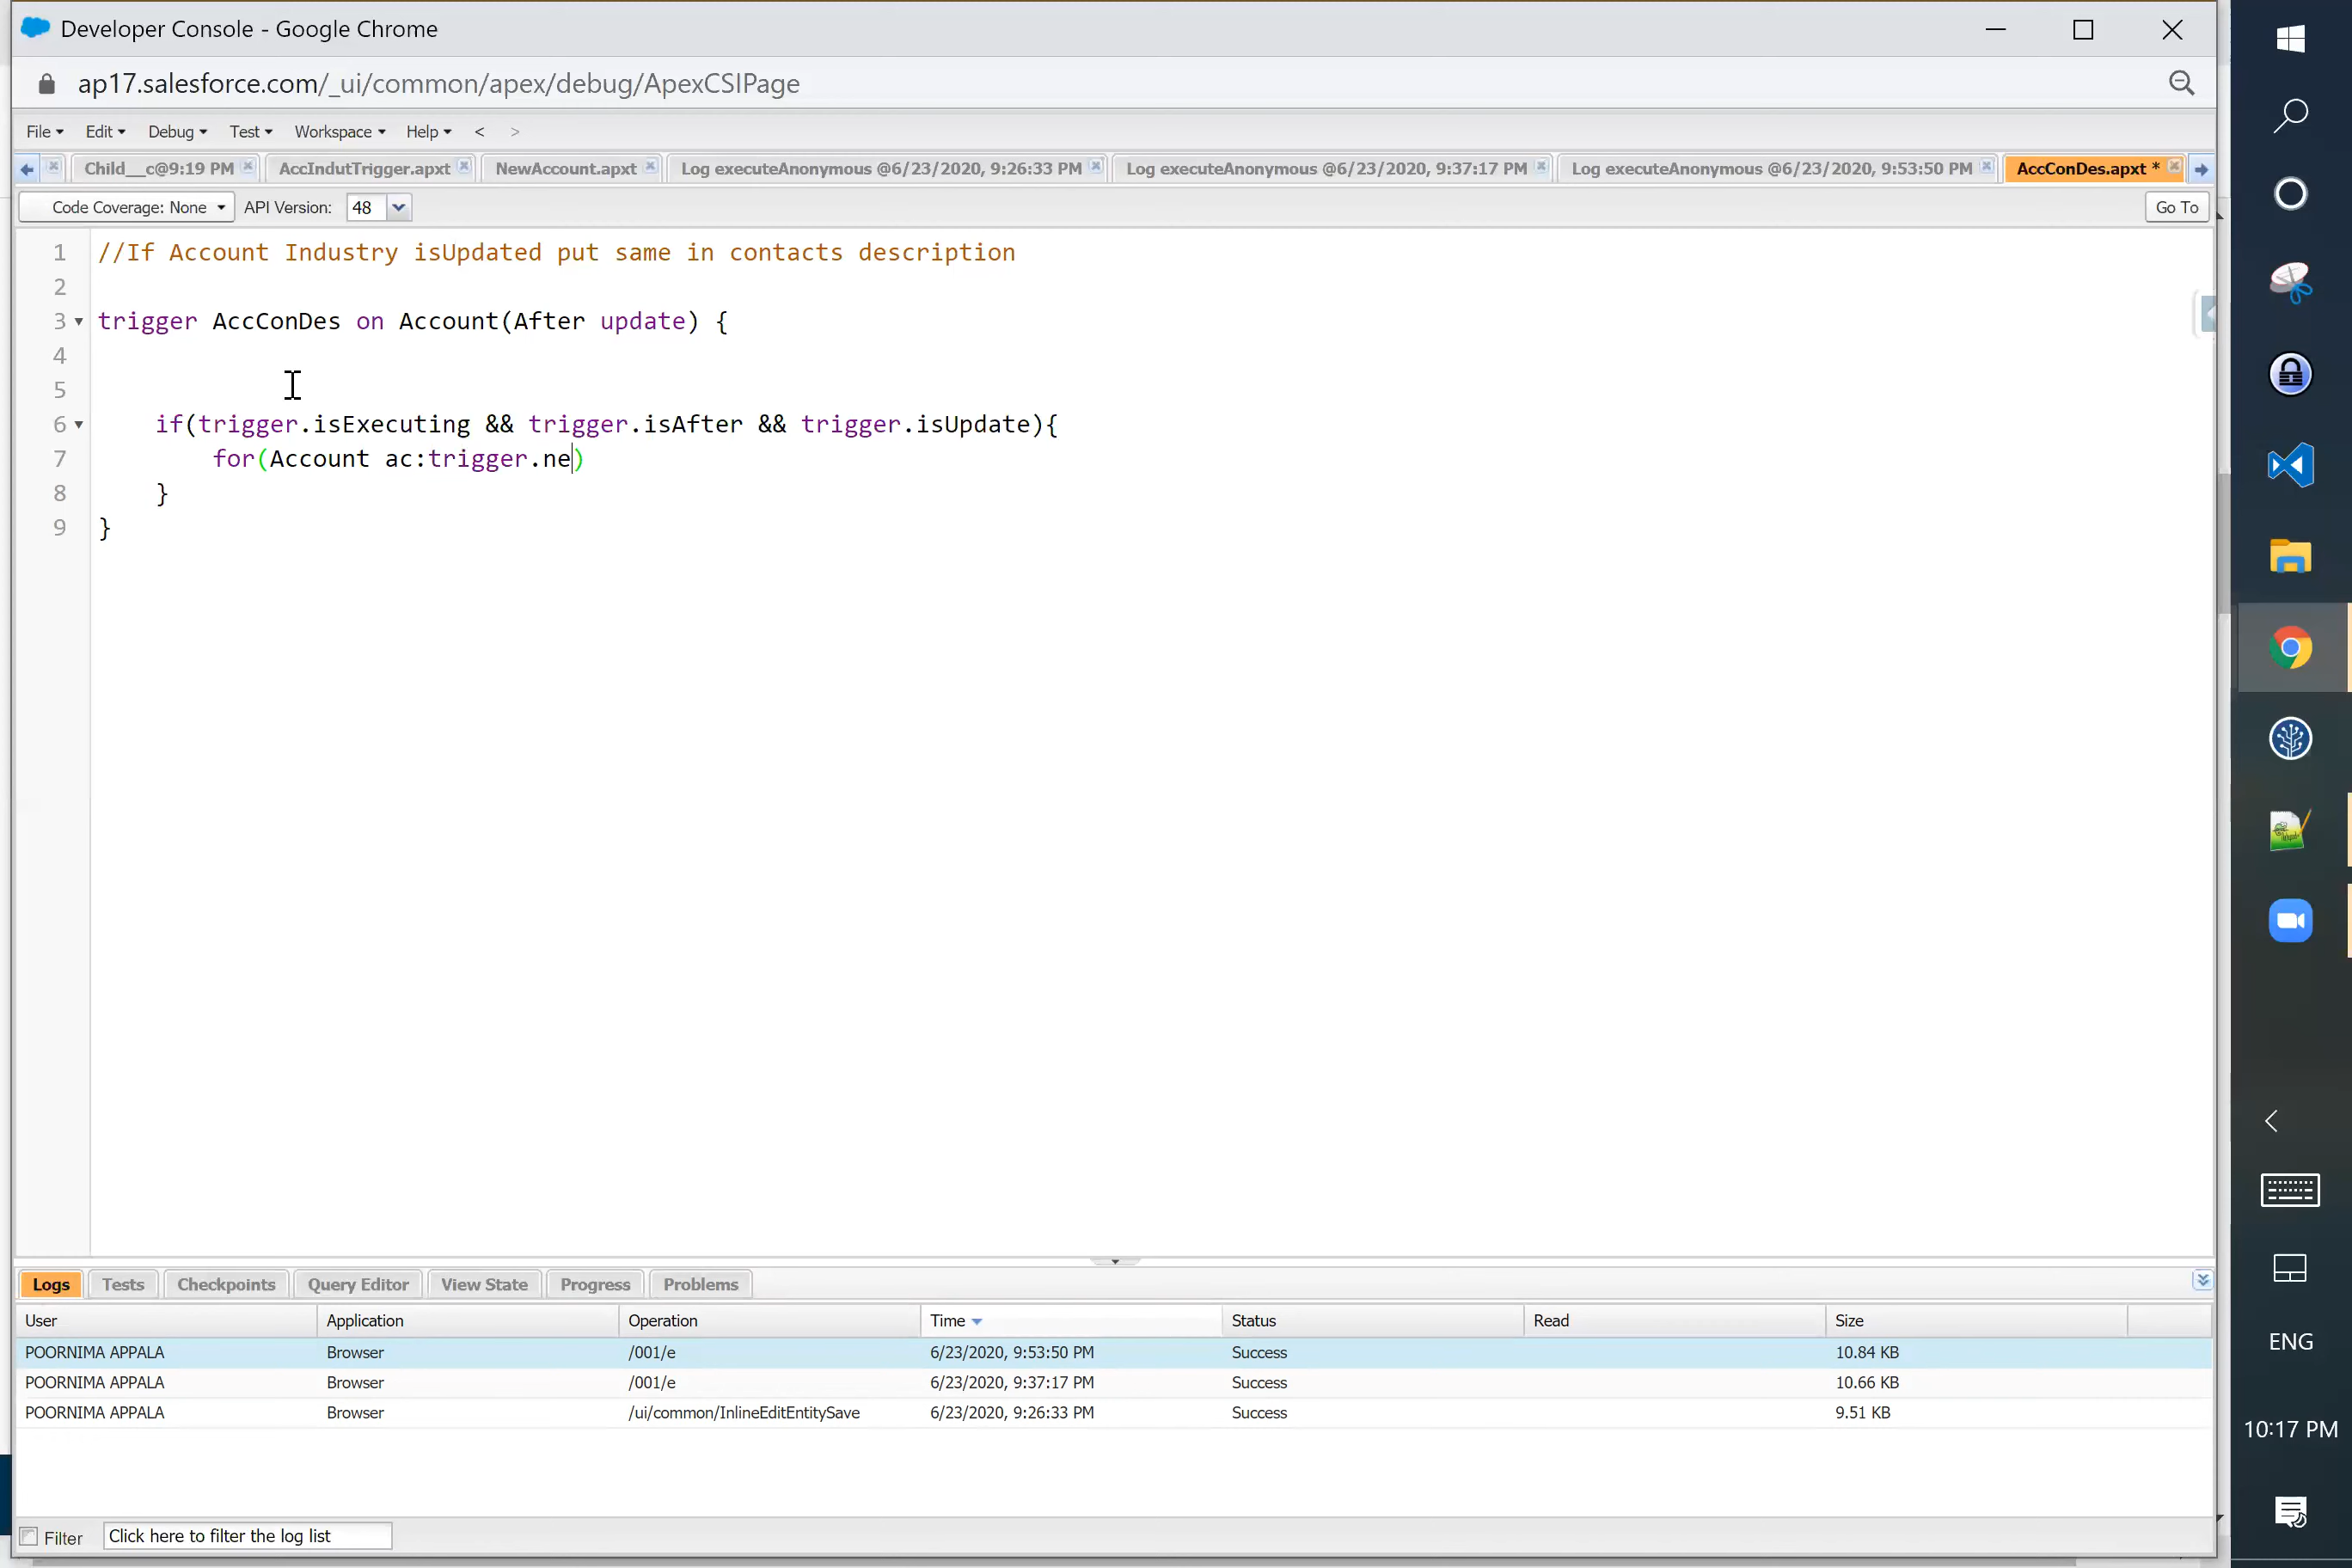 Developer Console - Google Chrome
ap17.salesforce.com/_ui/common/apex/debug/ApexCSIPage
File Edit Debug Test Workspace Help < >
Child__c@9:19 PM AccIndutTrigger.apxt NewAccount.apxt Log executeAnonymous @6/23/2020, 9:26:33 PM Log executeAnonymous @6/23/2020, 9:37:17 PM Log executeAnonymous @6/23/2020, 9:53:50 PM AccConDes.apxt *
Code Coverage: None API Version: 48 Go To
1 //If Account Industry isUpdated put same in contacts description
2
3 trigger AccConDes on Account(After update) {
4
5
6 if(trigger.isExecuting && trigger.isAfter && trigger.isUpdate){
7 for(Account ac:trigger.ne)
8 }
9 }
Logs Tests Checkpoints Query Editor View State Progress Problems
User Application Operation Time Status Read Size
POORNIMA APPALA Browser /001/e 6/23/2020, 9:53:50 PM Success 10.84 KB
POORNIMA APPALA Browser /001/e 6/23/2020, 9:37:17 PM Success 10.66 KB
POORNIMA APPALA Browser /ui/common/InlineEditEntitySave 6/23/2020, 9:26:33 PM Success 9.51 KB
Filter Click here to filter the log list
ENG
10:17 PM